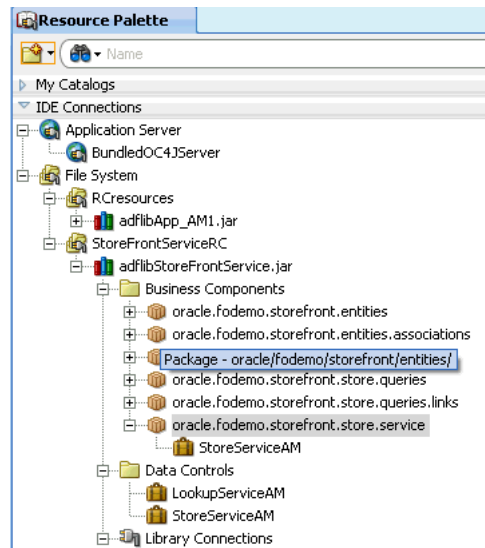 Resource Palette
Name
My Catalogs
IDE Connections
Application Server
BundledOC4JServer
File System
RCresources
adflibApp_AM1.jar
StoreFrontServiceRC
adflibStoreFrontService.jar
Business Components
oracle.fodemo.storefront.entities
oracle.fodemo.storefront.entities.associations
Package - oracle/fodemo/storefront/entities/
oracle.fodemo.storefront.store.queries
oracle.fodemo.storefront.store.queries.links
oracle.fodemo.storefront.store.service
StoreServiceAM
Data Controls
LookupServiceAM
StoreServiceAM
Library Connections